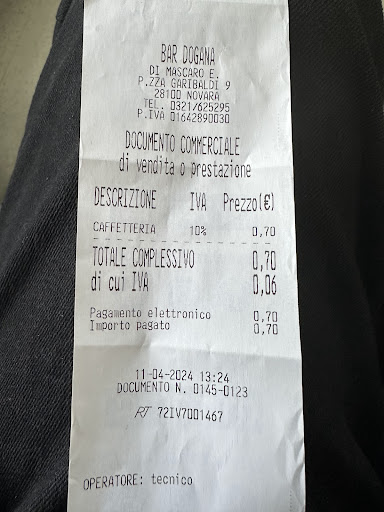 BAR DOGANA
DI MASCARO E.
P.ZZA GARIBALDI 9
28100 NOVARA
TEL. 0321/625295
P.IVA 01642890030
DOCUMENTO COMMERCIALE
di vendita o prestazione
DESCRIZIONE IVA Prezzo(€)
CAFFETTERIA 10% 0,70
TOTALE COMPLESSIVO 0,70
di cui IVA 0,06
Pagamento elettronico 0,70
Importo pagato 0,70
11-04-2024 13:24
DOCUMENTO N. 0145-0123
RT 72IV7001467
OPERATORE: tecnico